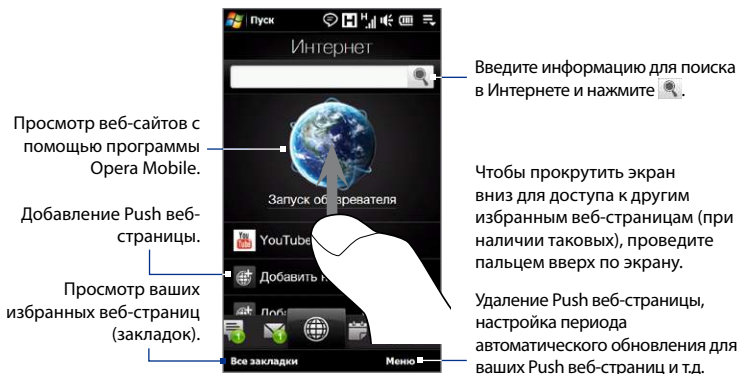 Пуск
Интернет
Введите информацию для поиска
в Интернете и нажмите
Просмотр веб-сайтов с
помощью программы
Opera Mobile.
Запуск об зревателя
Чтобы прокрутить экран
вниз для доступа к другим
избранным веб-страницам (при
наличии таковых), проведите
пальцем вверх по экрану.
Добавление Push веб-
страницы.
YouTube
Добавить
Просмотр ваших
избранных веб-страниц
(закладок).
Удаление Push веб-страницы,
настройка периода
автоматического обновления для
ваших Push веб-страниц и т.д.
Все закладки
Меню